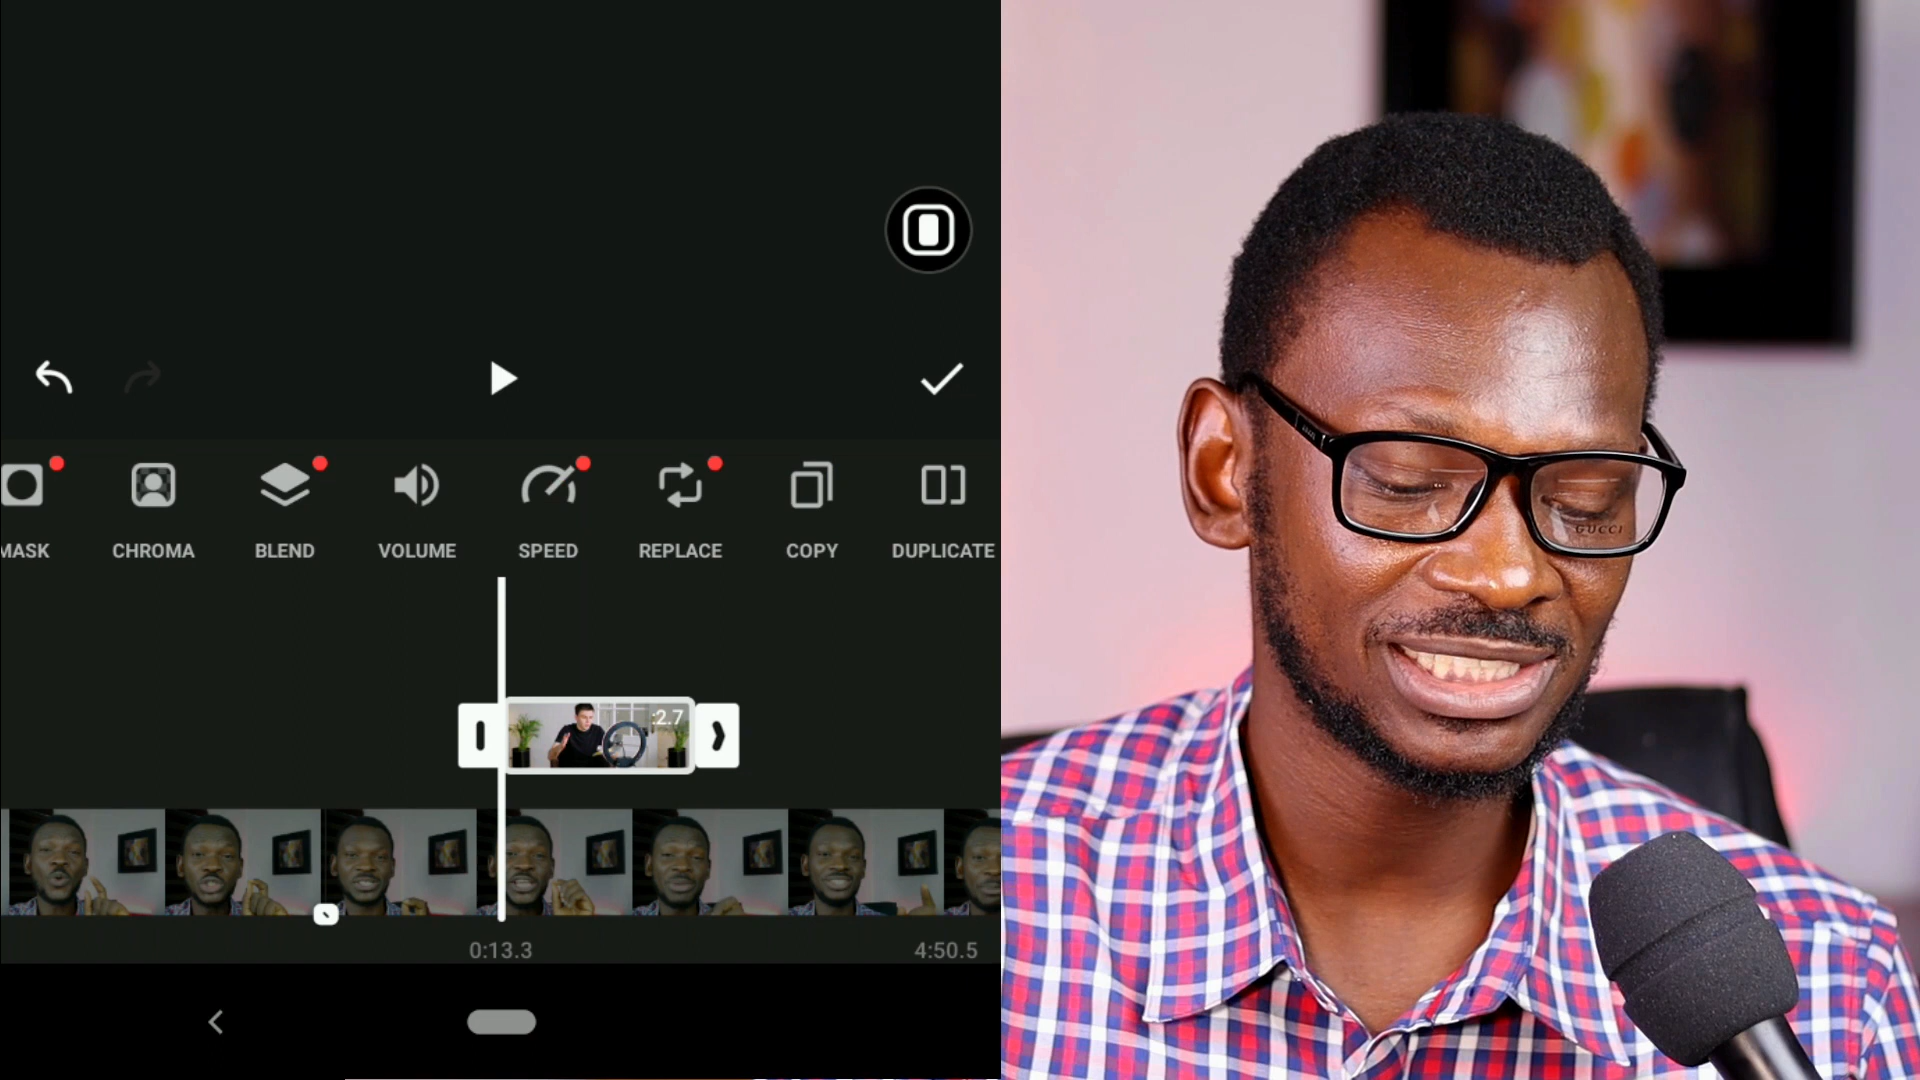 MASK CHROMA BLEND VOLUME SPEED REPLACE COPY DUPLICATE
GUCCI
:2.7
0:13.3 4:50.5